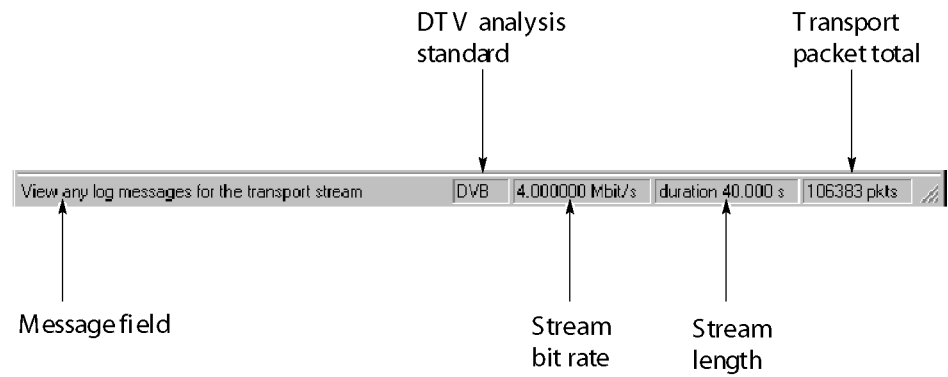 DTV analysis
standard
Transport
packet total
View any log messages for the transport stream
DVB
4.000000 Mbit/s
duration 40.000 s
106383 pkts
Message field
Stream
bit rate
Stream
length